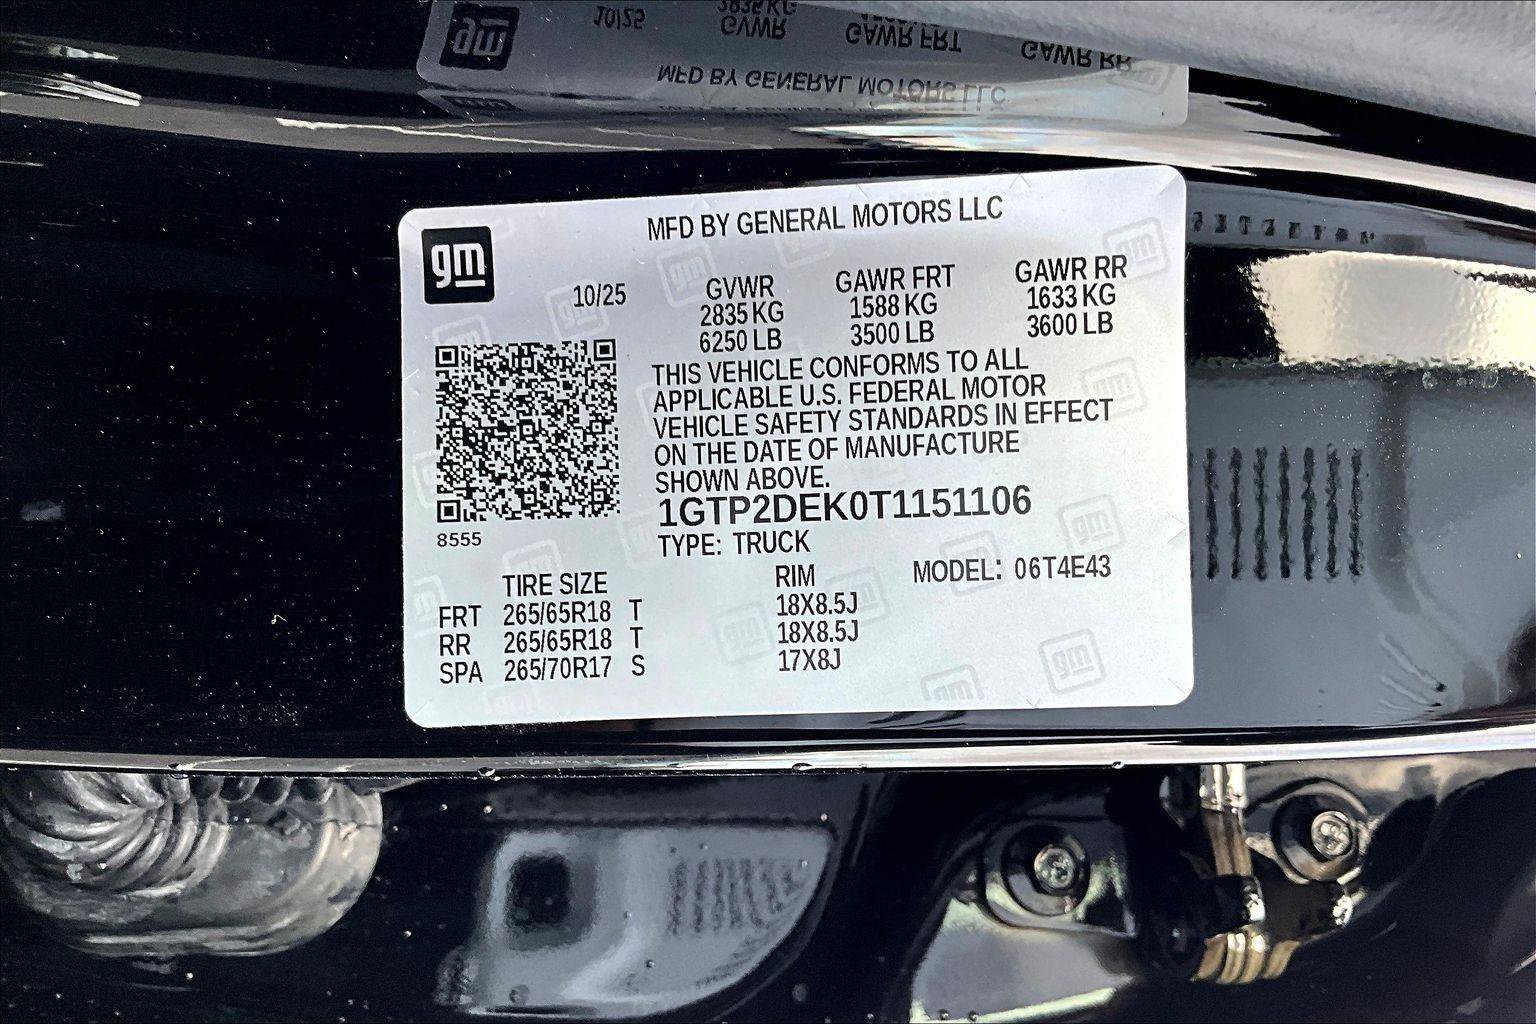 gm
MFD BY GENERAL MOTORS LLC
10/25
GVWR GAWR FRT GAWR RR
2835 KG 1588 KG 1633 KG
6250 LB 3500 LB 3600 LB
THIS VEHICLE CONFORMS TO ALL
APPLICABLE U.S. FEDERAL MOTOR
VEHICLE SAFETY STANDARDS IN EFFECT
ON THE DATE OF MANUFACTURE
SHOWN ABOVE.
1GTP2DEK0T1151106
8555
TYPE: TRUCK
MODEL: 06T4E43
TIRE SIZE RIM
FRT 265/65R18 T 18X8.5J
RR 265/65R18 T 18X8.5J
SPA 265/70R17 S 17X8J